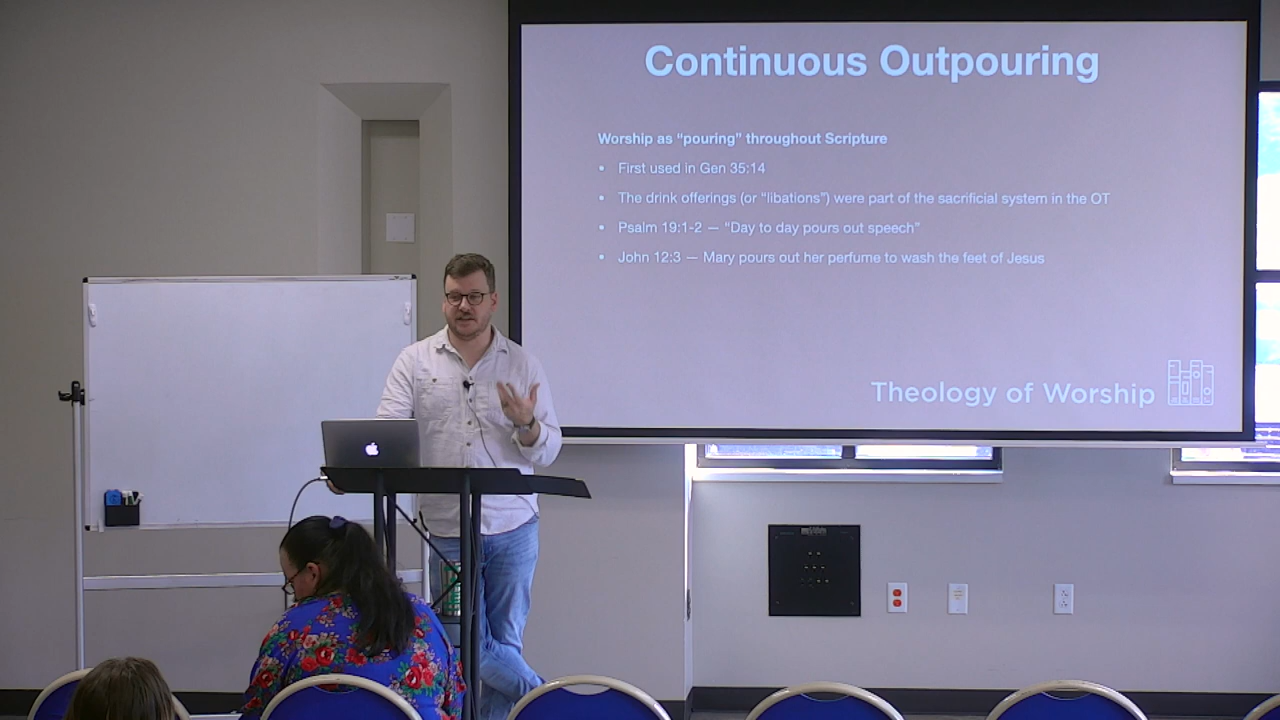 Continuous Outpouring
Worship as “pouring” throughout Scripture
• First used in Gen 35:14
• The drink offerings (or “libations”) were part of the sacrificial system in the OT
• Psalm 19:1-2 — “Day to day pours out speech”
• John 12:3 — Mary pours out her perfume to wash the feet of Jesus
Theology of Worship